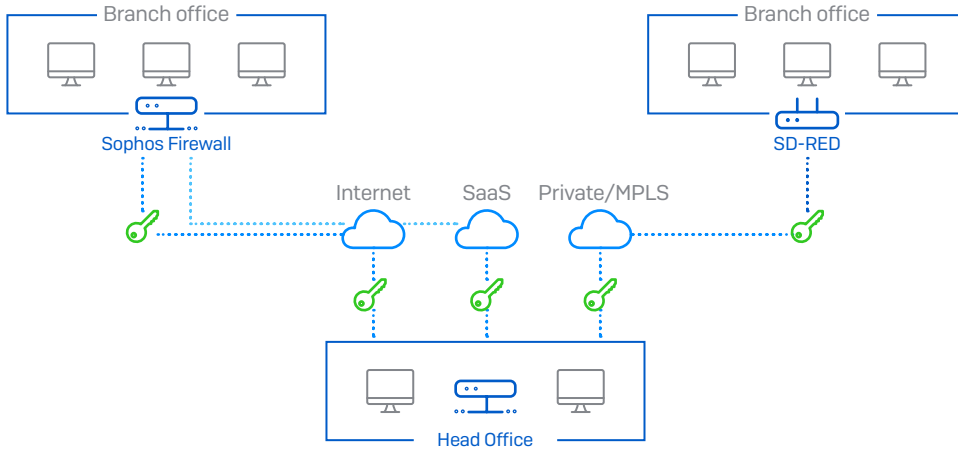 Branch office
Branch office
Sophos Firewall
SD-RED
Internet
SaaS
Private/MPLS
Head Office